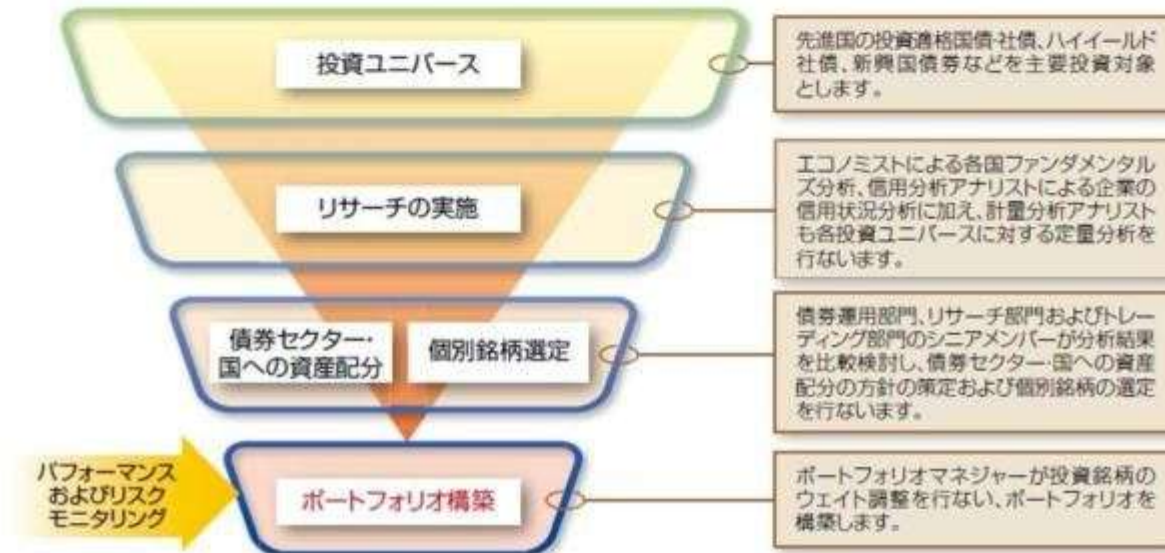 投資ユニバース
先進国の投資適格国債・社債、ハイイールド
社債、新興国債券などを主要投資対象
とします。
リサーチの実施
エコノミストによる各国ファンダメンタル
ズ分析、信用分析アナリストによる企業の
信用状況分析に加え、計量分析アナリスト
も各投資ユニバースに対する定量分析を
行ないます。
債券セクター・
国への資産配分
個別銘柄選定
債券運用部門、リサーチ部門およびトレー
ディング部門のシニアメンバーが分析結果
を比較検討し、債券セクター・国への資産
配分の方針の策定および個別銘柄の選定
を行ないます。
パフォーマンス
およびリスク
モニタリング
ポートフォリオ構築
ポートフォリオマネジャーが投資銘柄の
ウェイト調整を行ない、ポートフォリオを
構築します。